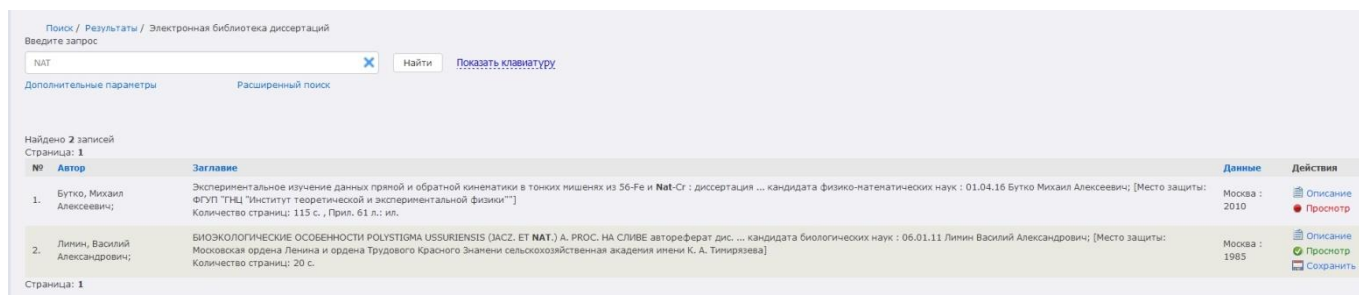 Поиск / Результаты / Электронная библиотека диссертаций
Введите запрос
NAT
Найти Показать клавиатуру
Дополнительные параметры Расширенный поиск
Найдено 2 записей
Страница: 1
№ Автор Заглавие Данные Действия
1. Бутко, Михаил Алексеевич;
Экспериментальное изучение данных прямой и обратной кинематики в тонких мишенях из 56-Fe и Nat-Cr : диссертация ... кандидата физико-математических наук : 01.04.16 Бутко Михаил Алексеевич; [Место защиты:
ФГУП "ГНЦ "Институт теоретической и экспериментальной физики""]
Количество страниц: 115 с. , Прил. 61 л.: ил.
Москва :
2010
Описание
Просмотр
2. Лимин, Василий Александрович;
БИОЭКОЛОГИЧЕСКИЕ ОСОБЕННОСТИ POLYSTIGMA USSURIENSIS (JACZ. ET NAT.) A. PROC. НА СЛИВЕ автореферат дис. ... кандидата биологических наук : 06.01.11 Лимин Василий Александрович; [Место защиты:
Московская ордена Ленина и ордена Трудового Красного Знамени сельскохозяйственная академия имени К. А. Тимирязева]
Количество страниц: 20 с.
Москва :
1985
Описание
Просмотр
Сохранить
Страница: 1